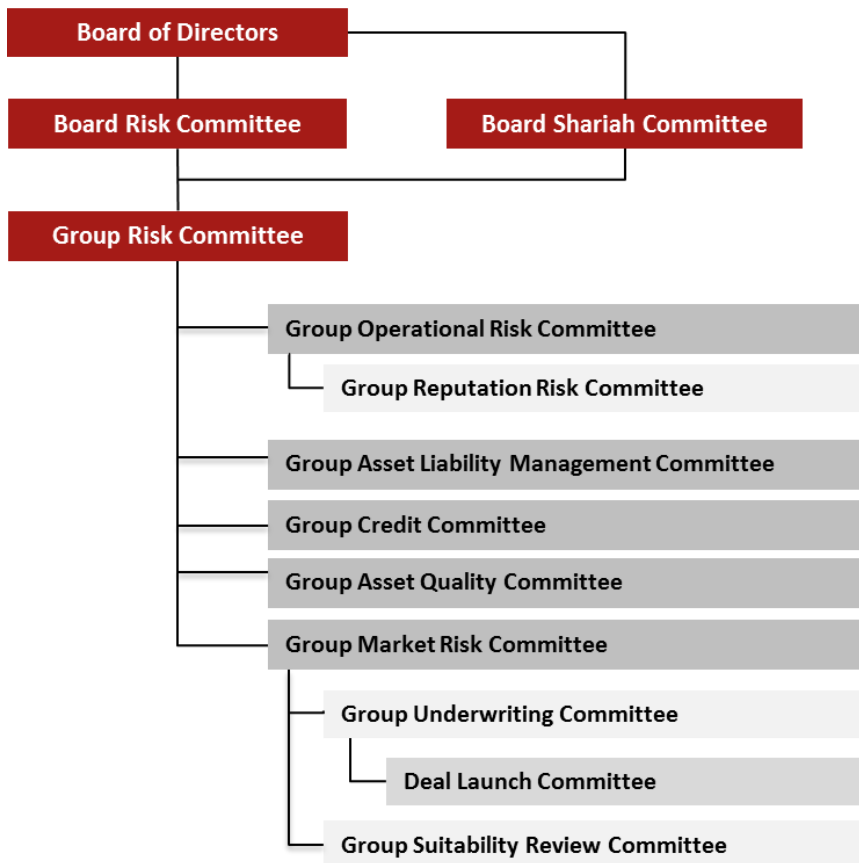 Board of Directors
Board Risk Committee
Board Shariah Committee
Group Risk Committee
Group Operational Risk Committee
Group Reputation Risk Committee
Group Asset Liability Management Committee
Group Credit Committee
Group Asset Quality Committee
Group Market Risk Committee
Group Underwriting Committee
Deal Launch Committee
Group Suitability Review Committee